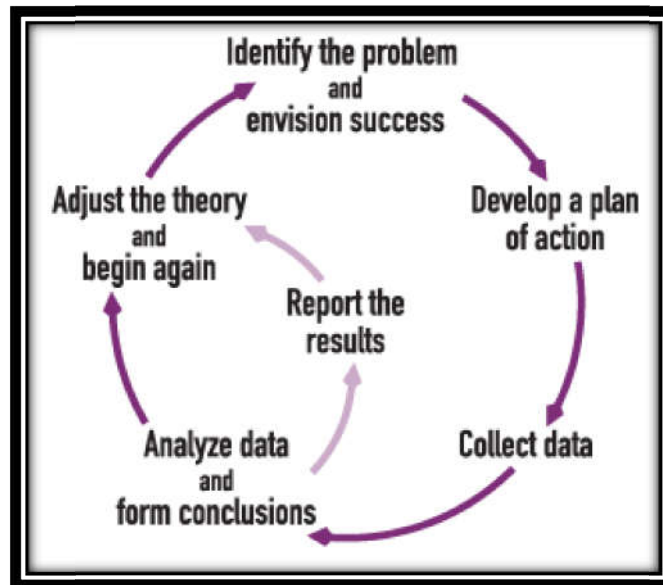 Identify the problem
and
envision success
Develop a plan
of action
Collect data
Analyze data
and
form conclusions
Report the
results
Adjust the theory
and
begin again